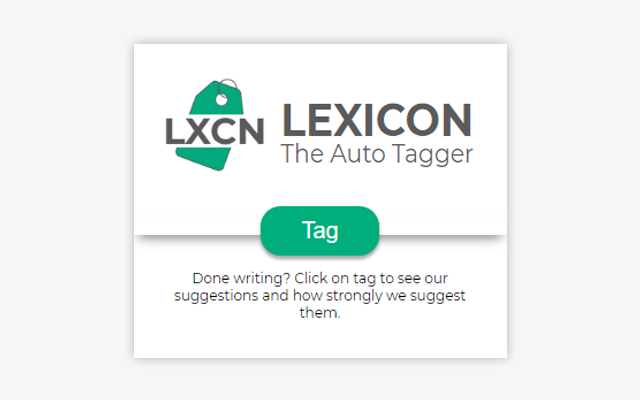 LXCN
LEXICON
The Auto Tagger
Tag
Done writing? Click on tag to see our
suggestions and how strongly we suggest
them.